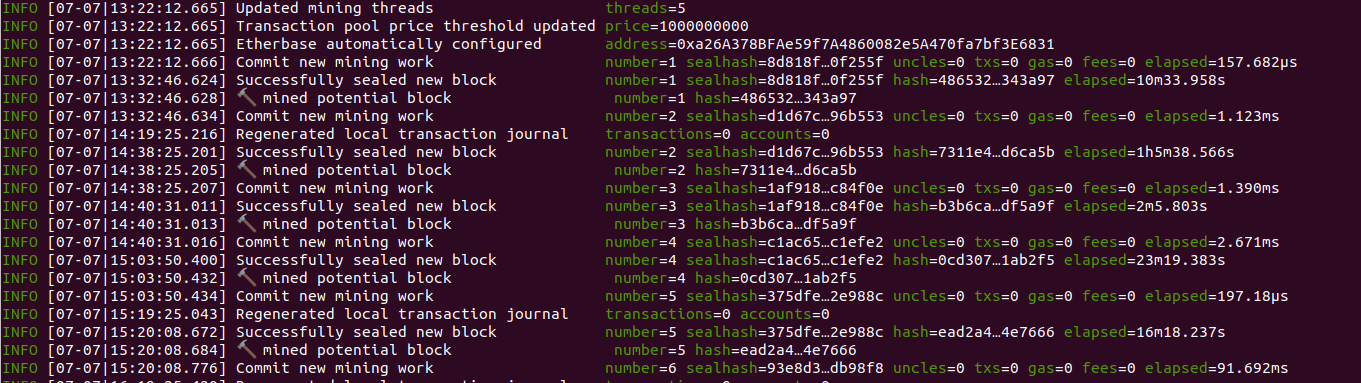 INFO [07-07|13:22:12.665] Updated mining threads threads=5
INFO [07-07|13:22:12.665] Transaction pool price threshold updated price=1000000000
INFO [07-07|13:22:12.665] Etherbase automatically configured address=0xa26A378BFAe59f7A4860082e5A470fa7bf3E6831
INFO [07-07|13:22:12.666] Commit new mining work number=1 sealhash=8d818f…0f255f uncles=0 txs=0 gas=0 fees=0 elapsed=157.682µs
INFO [07-07|13:32:46.624] Successfully sealed new block number=1 sealhash=8d818f…0f255f hash=486532…343a97 elapsed=10m33.958s
INFO [07-07|13:32:46.628] 🔨 mined potential block number=1 hash=486532…343a97
INFO [07-07|13:32:46.634] Commit new mining work number=2 sealhash=d1d67c…96b553 uncles=0 txs=0 gas=0 fees=0 elapsed=1.123ms
INFO [07-07|14:19:25.216] Regenerated local transaction journal transactions=0 accounts=0
INFO [07-07|14:38:25.201] Successfully sealed new block number=2 sealhash=d1d67c…96b553 hash=7311e4…d6ca5b elapsed=1h5m38.566s
INFO [07-07|14:38:25.205] 🔨 mined potential block number=2 hash=7311e4…d6ca5b
INFO [07-07|14:38:25.207] Commit new mining work number=3 sealhash=1af918…c84f0e uncles=0 txs=0 gas=0 fees=0 elapsed=1.390ms
INFO [07-07|14:40:31.011] Successfully sealed new block number=3 sealhash=1af918…c84f0e hash=b3b6ca…df5a9f elapsed=2m5.803s
INFO [07-07|14:40:31.013] 🔨 mined potential block number=3 hash=b3b6ca…df5a9f
INFO [07-07|14:40:31.016] Commit new mining work number=4 sealhash=c1ac65…c1efe2 uncles=0 txs=0 gas=0 fees=0 elapsed=2.671ms
INFO [07-07|15:03:50.400] Successfully sealed new block number=4 sealhash=c1ac65…c1efe2 hash=0cd307…1ab2f5 elapsed=23m19.383s
INFO [07-07|15:03:50.432] 🔨 mined potential block number=4 hash=0cd307…1ab2f5
INFO [07-07|15:03:50.434] Commit new mining work number=5 sealhash=375dfe…2e988c uncles=0 txs=0 gas=0 fees=0 elapsed=197.18µs
INFO [07-07|15:19:25.043] Regenerated local transaction journal transactions=0 accounts=0
INFO [07-07|15:20:08.672] Successfully sealed new block number=5 sealhash=375dfe…2e988c hash=ead2a4…4e7666 elapsed=16m18.237s
INFO [07-07|15:20:08.684] 🔨 mined potential block number=5 hash=ead2a4…4e7666
INFO [07-07|15:20:08.776] Commit new mining work number=6 sealhash=93e8d3…db98f8 uncles=0 txs=0 gas=0 fees=0 elapsed=91.692ms